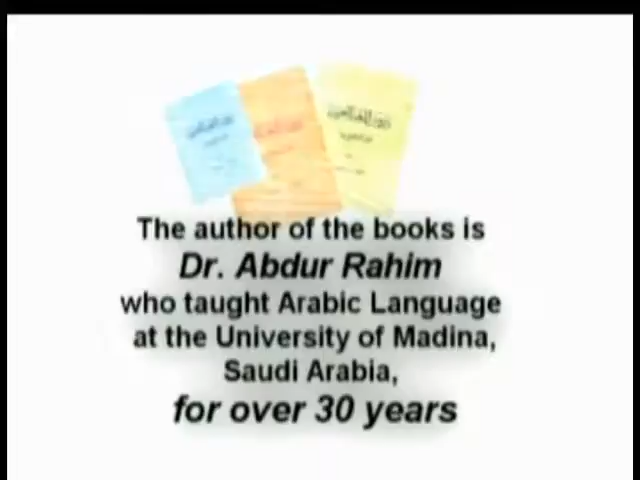 The author of the books is
Dr. Abdur Rahim
who taught Arabic Language
at the University of Madina,
Saudi Arabia,
for over 30 years